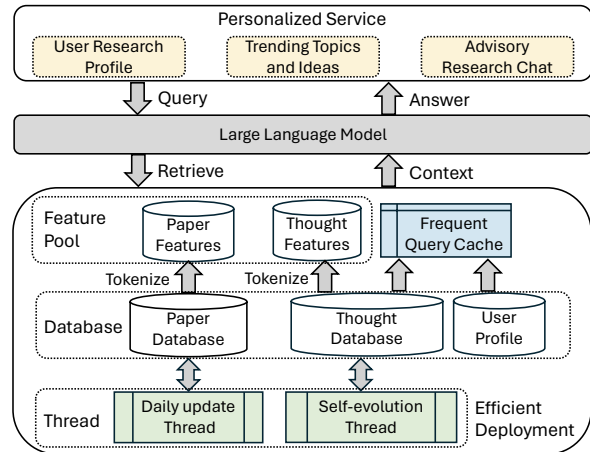 Personalized Service
User Research
Profile
Trending Topics
and Ideas
Advisory
Research Chat
Query
Answer
Large Language Model
Retrieve
Context
Feature
Pool
Paper
Features
Thought
Features
Frequent
Query Cache
Tokenize
Tokenize
Database
Paper
Database
Thought
Database
User
Profile
Thread
Daily update
Thread
Self-evolution
Thread
Efficient
Deployment